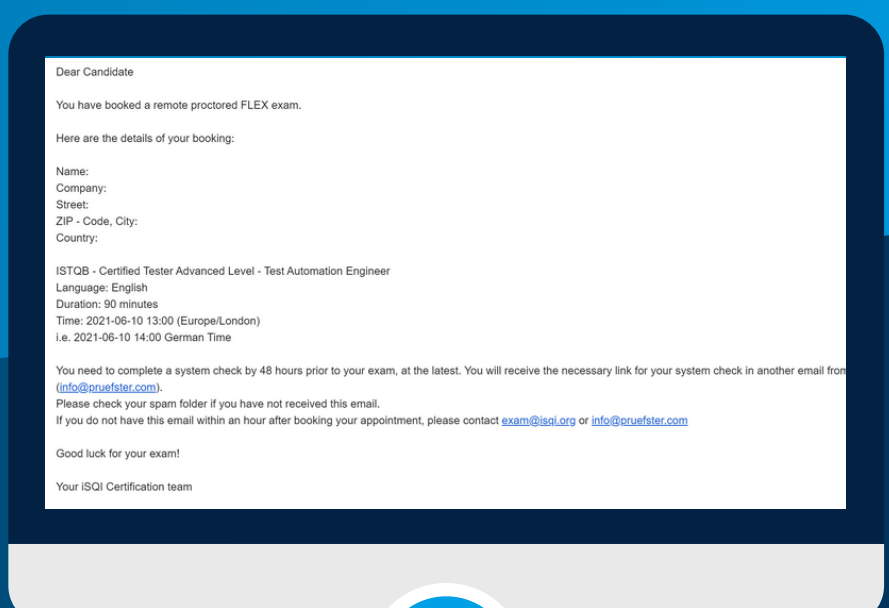 Dear Candidate
You have booked a remote proctored FLEX exam.
Here are the details of your booking:
Name:
Company:
Street:
ZIP - Code, City:
Country:
ISTQB - Certified Tester Advanced Level - Test Automation Engineer
Language: English
Duration: 90 minutes
Time: 2021-06-10 13:00 (Europe/London)
i.e. 2021-06-10 14:00 German Time
You need to complete a system check by 48 hours prior to your exam, at the latest. You will receive the necessary link for your system check in another email from
(info@pruefster.com).
Please check your spam folder if you have not received this email.
If you do not have this email within an hour after booking your appointment, please contact exam@isqi.org or info@pruefster.com
Good luck for your exam!
Your iSQI Certification team